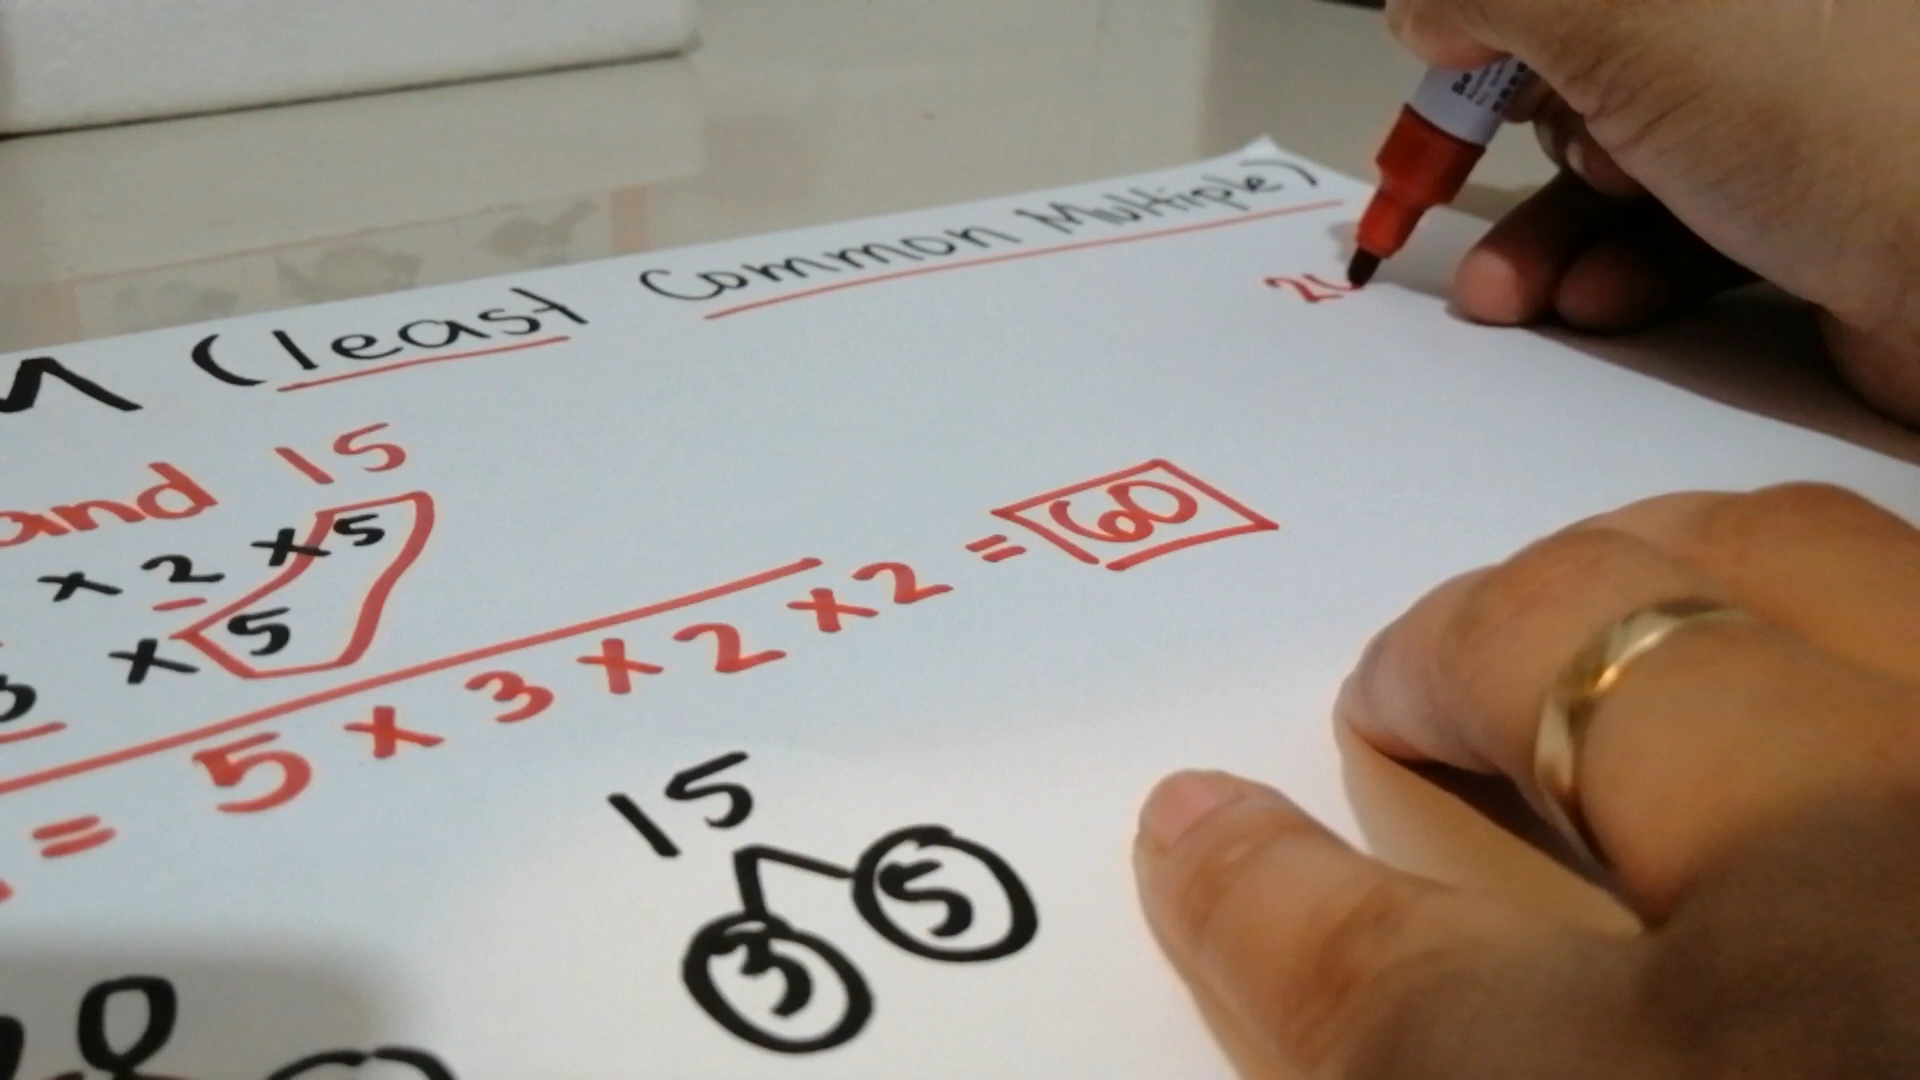 (least Common Multiple)
and 15
x 2 x 5
x 5
= 5 x 3 x 2 x 2 = 60
15
3 5